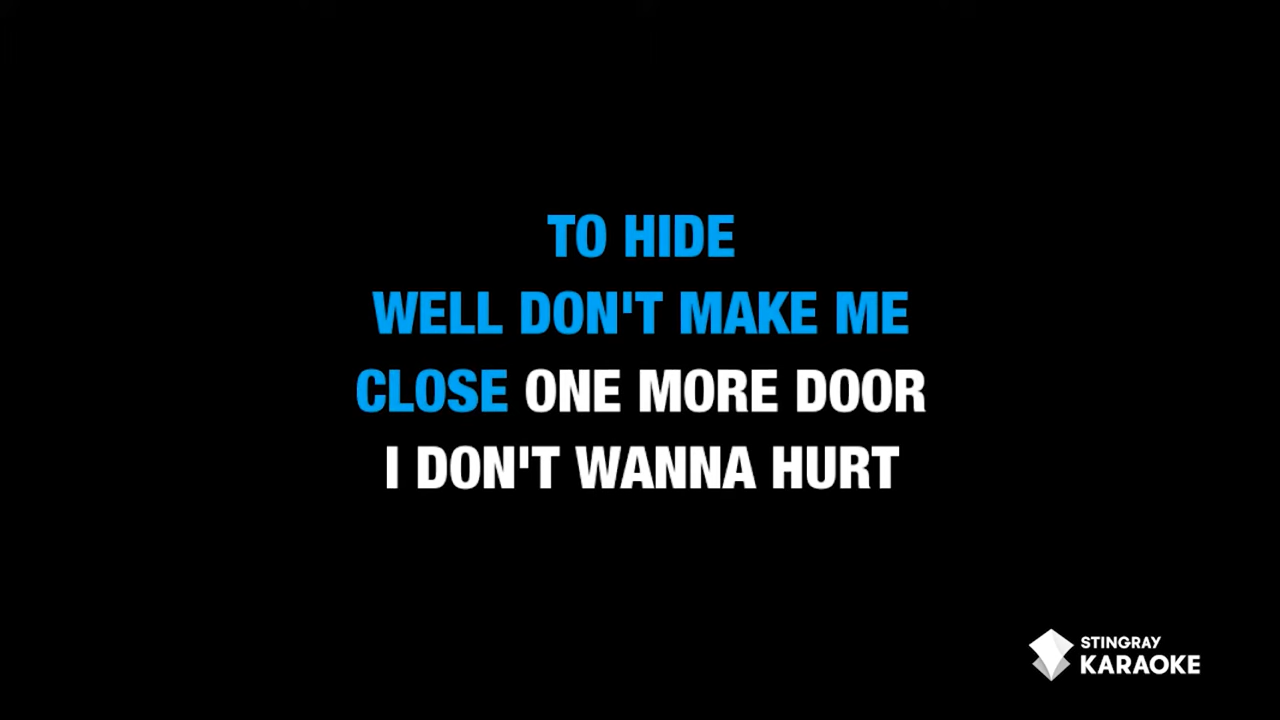 TO HIDE
WELL DON'T MAKE ME
CLOSE ONE MORE DOOR
I DON'T WANNA HURT
STINGRAY
KARAOKE